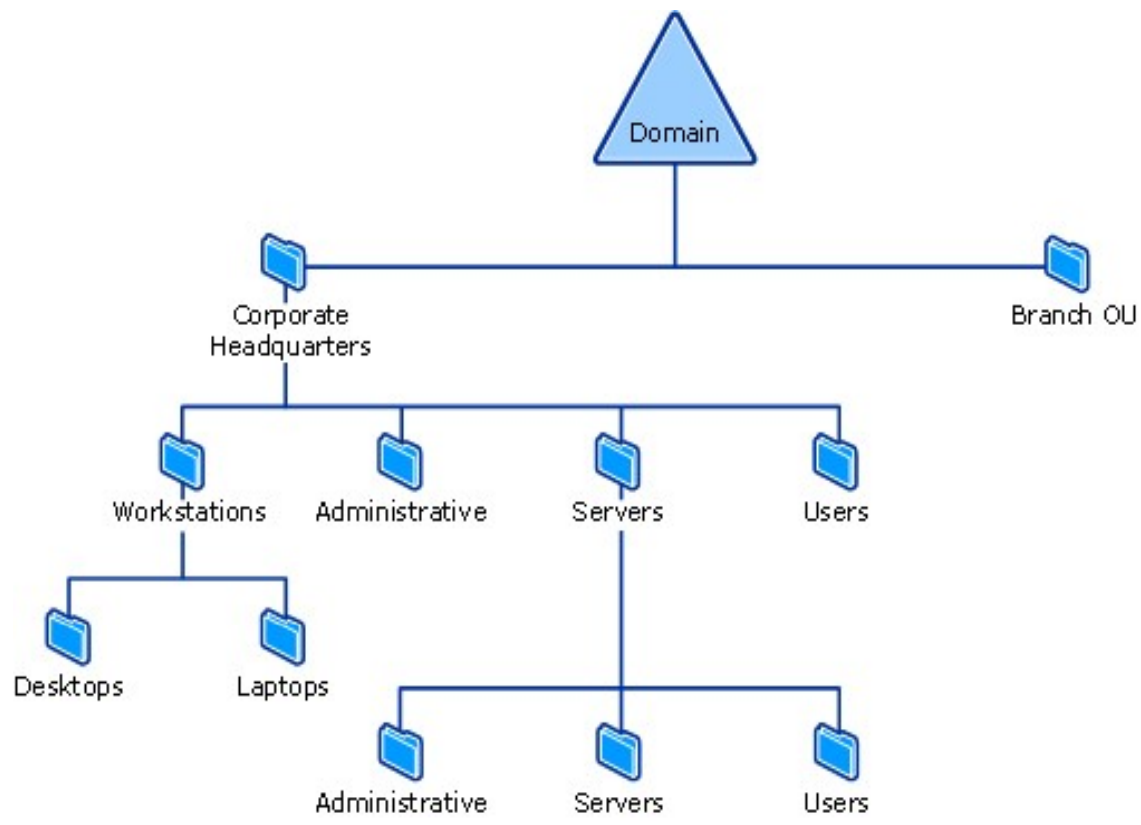 Domain
Corporate
Headquarters
Branch OU
Workstations
Administrative
Servers
Users
Desktops
Laptops
Administrative
Servers
Users